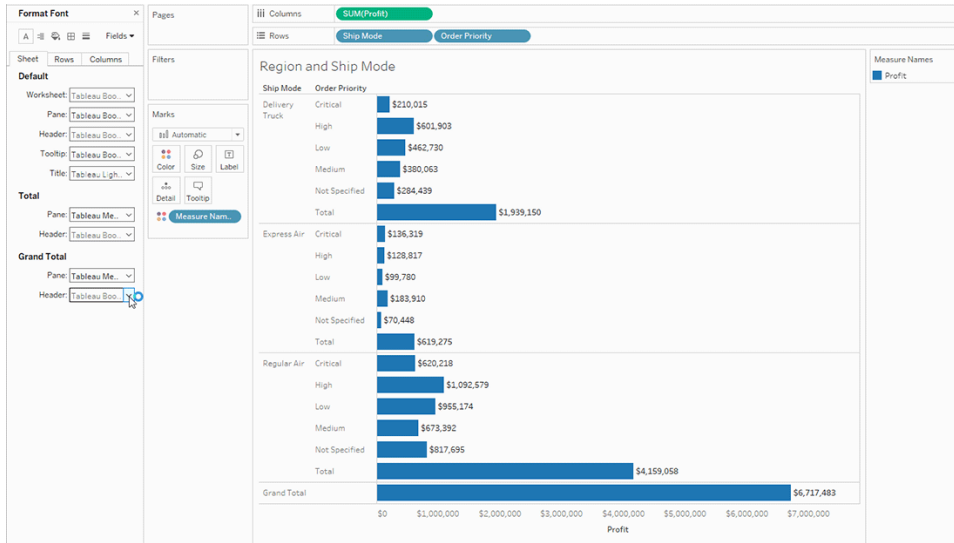 Format Font ×
A Fields ▾
Sheet Rows Columns
Default
Worksheet: Tableau Boo..
Pane: Tableau Boo..
Header: Tableau Boo..
Tooltip: Tableau Boo..
Title: Tableau Ligh..
Total
Pane: Tableau Me..
Header: Tableau Boo..
Grand Total
Pane: Tableau Me..
Header: Tableau Boo..
Pages
Filters
Marks
Automatic
Color Size Label
Detail Tooltip
Measure Nam..
Columns SUM(Profit)
Rows Ship Mode Order Priority
Region and Ship Mode
Ship Mode Order Priority
Delivery Truck Critical $210,015
High $601,903
Low $462,730
Medium $380,063
Not Specified $284,439
Total $1,939,150
Express Air Critical $136,319
High $128,817
Low $99,780
Medium $183,910
Not Specified $70,448
Total $619,275
Regular Air Critical $620,218
High $1,092,579
Low $955,174
Medium $673,392
Not Specified $817,695
Total $4,159,058
Grand Total $6,717,483
$0 $1,000,000 $2,000,000 $3,000,000 $4,000,000 $5,000,000 $6,000,000 $7,000,000
Profit
Measure Names
Profit